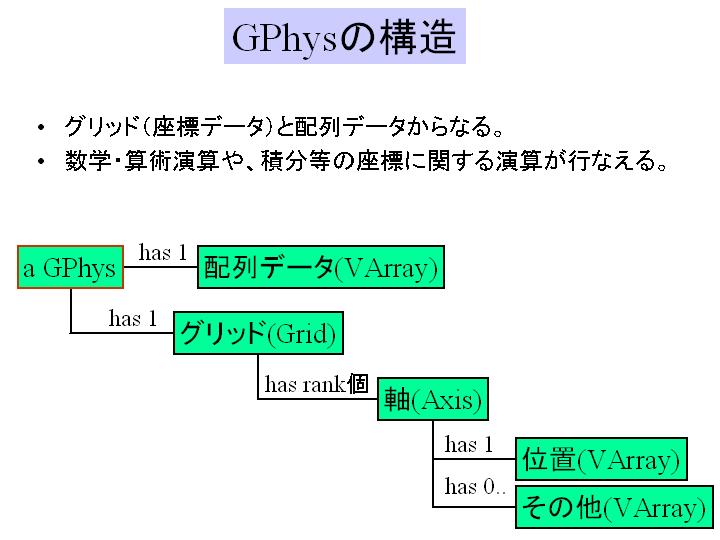 GPhysの構造
• グリッド(座標データ)と配列データからなる。
• 数学・算術演算や、積分等の座標に関する演算が行なえる。
a GPhys
has 1
配列データ(VArray)
has 1
グリッド(Grid)
has rank個
軸(Axis)
has 1
位置(VArray)
has 0..
その他(VArray)